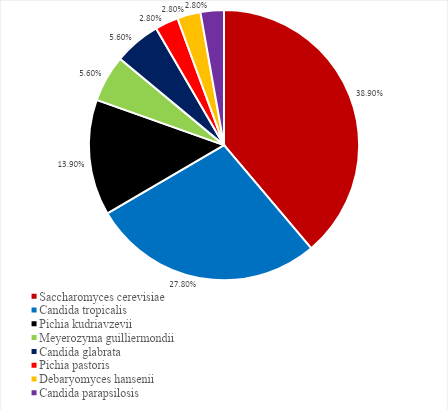 2.80%
2.80%
2.80%
5.60%
5.60%
38.90%
13.90%
27.80%
Saccharomyces cerevisiae
Candida tropicalis
Pichia kudriavzevii
Meyerozyma guilliermondii
Candida glabrata
Pichia pastoris
Debaryomyces hansenii
Candida parapsilosis